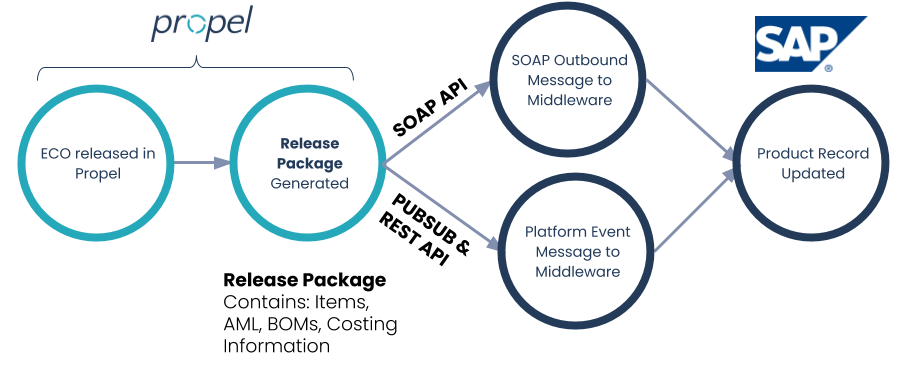 propel
SAP
®
ECO released in
Propel
Release
Package
Generated
SOAP API
PUBSUB &
REST API
SOAP Outbound
Message to
Middleware
Platform Event
Message to
Middleware
Product Record
Updated
Release Package
Contains: Items,
AML, BOMs, Costing
Information